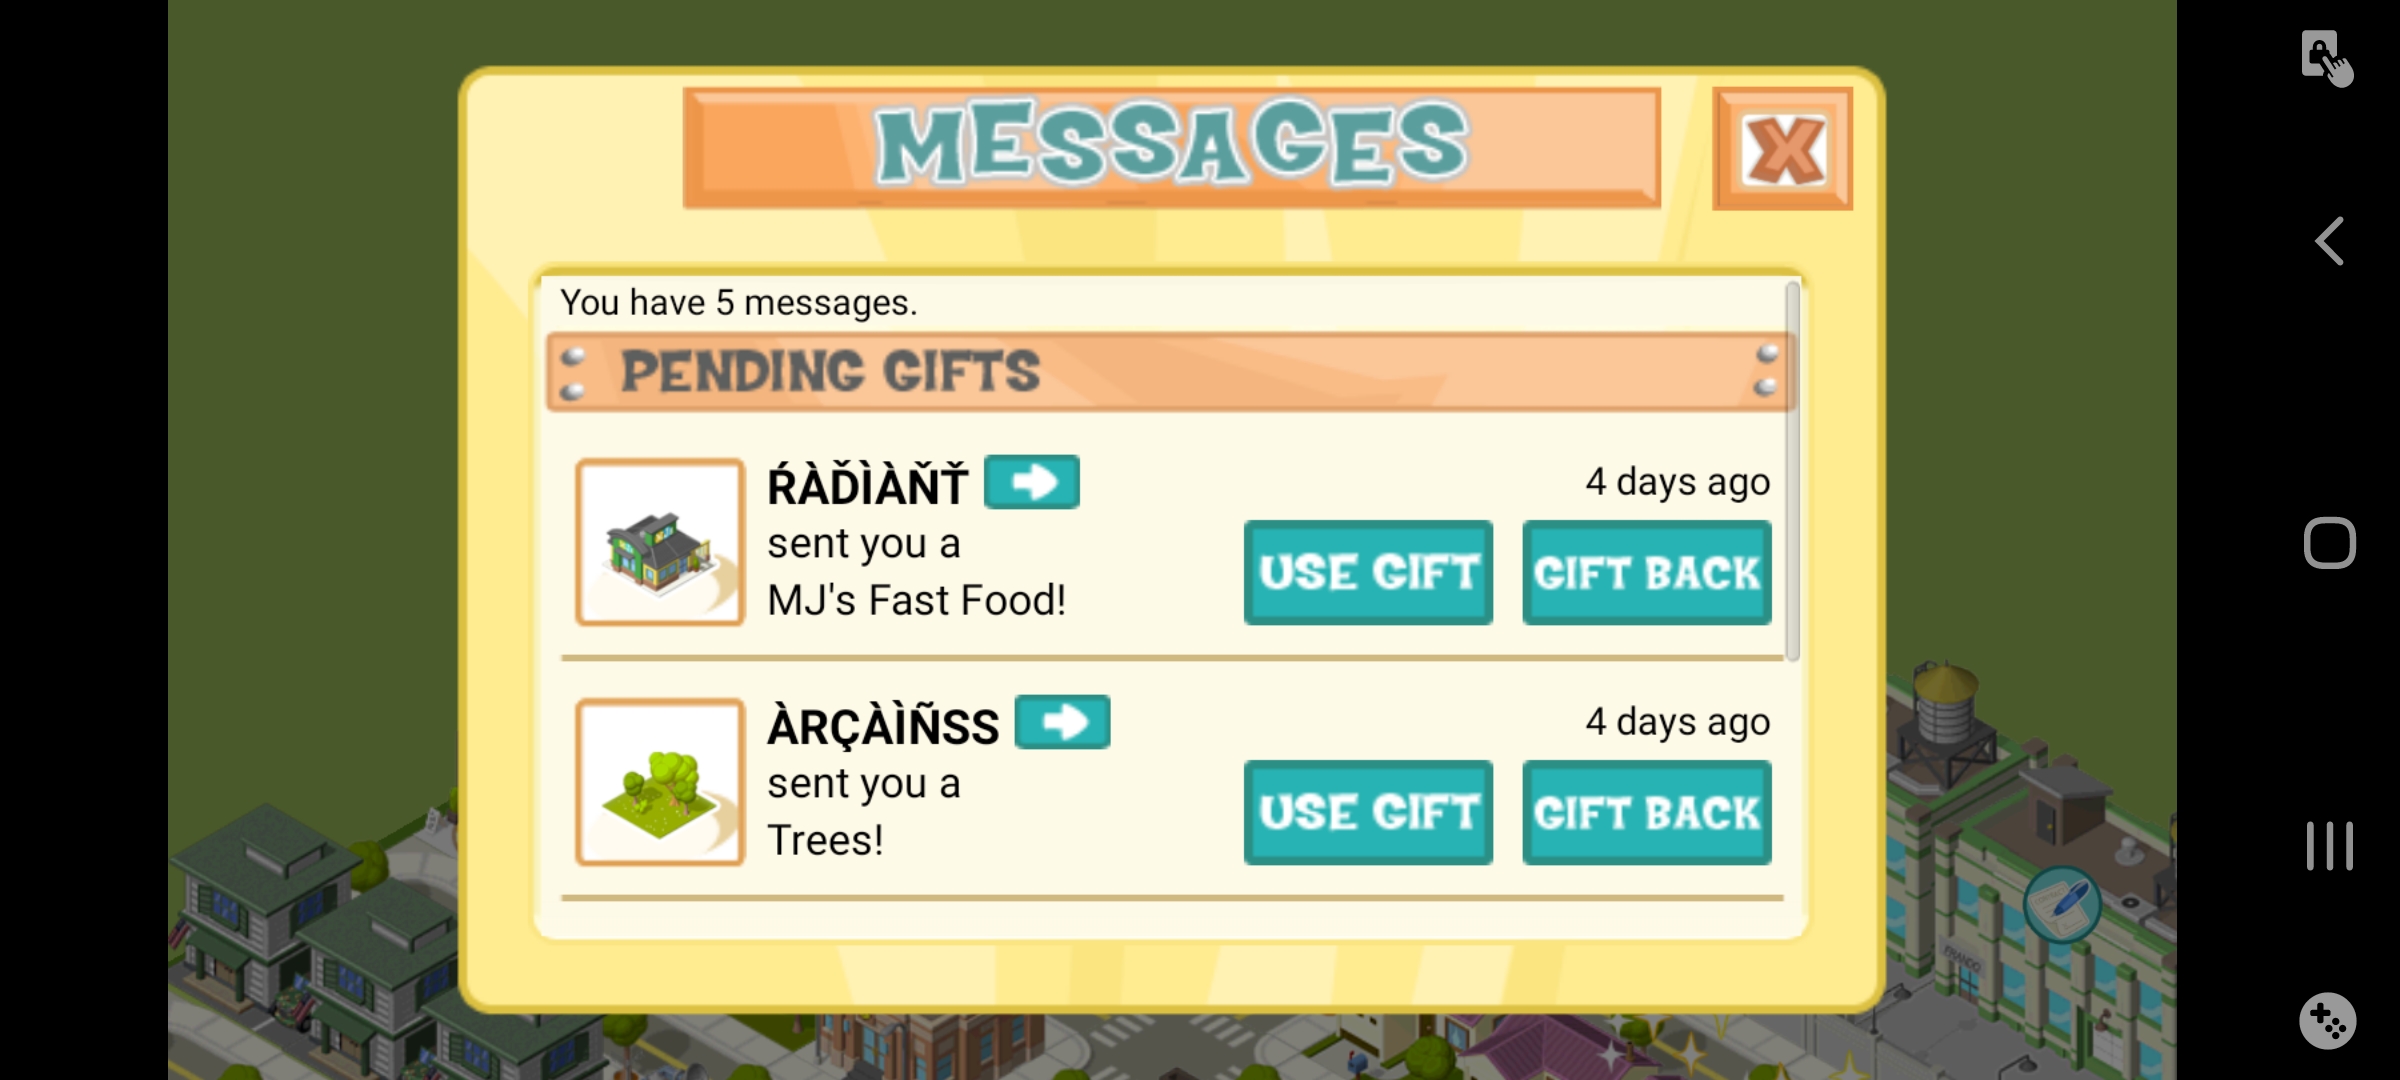 MESSAGES
X
You have 5 messages.
PENDING GIFTS
ŔÀĎÌÀŇŤ
4 days ago
sent you a
MJ's Fast Food!
USE GIFT
GIFT BACK
ÀRÇÀÌÑSS
4 days ago
sent you a
Trees!
USE GIFT
GIFT BACK